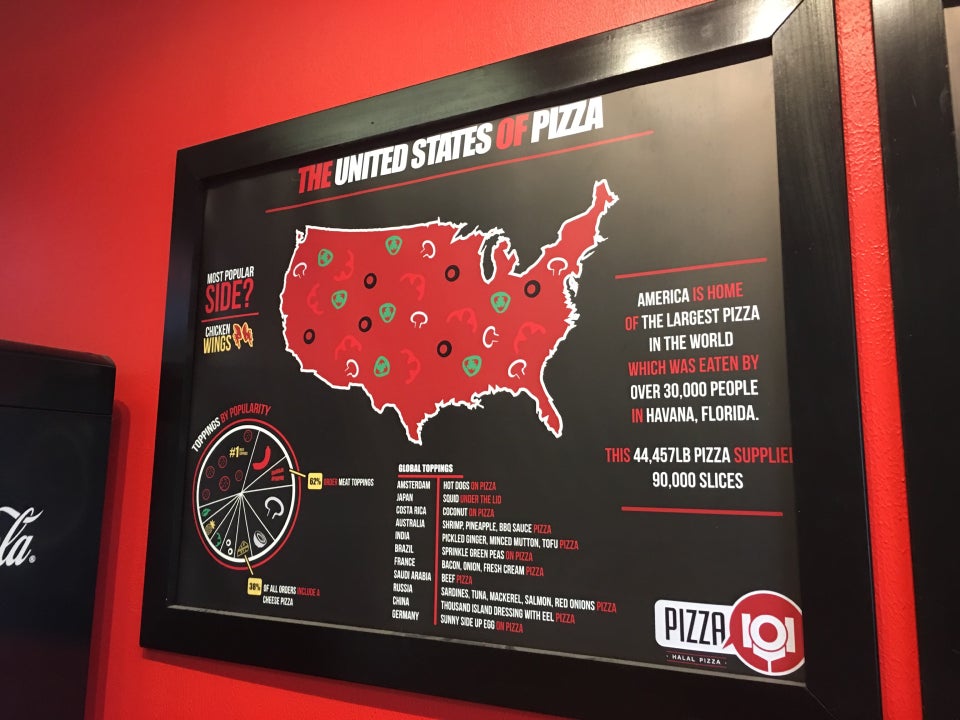 THE UNITED STATES OF PIZZA
MOST POPULAR
SIDE?
CHICKEN
WINGS
AMERICA IS HOME
OF THE LARGEST PIZZA
IN THE WORLD
WHICH WAS EATEN BY
OVER 30,000 PEOPLE
IN HAVANA, FLORIDA.
THIS 44,457LB PIZZA SUPPLIE
90,000 SLICES
TOPPINGS BY POPULARITY
#1
62% ORDER MEAT TOPPINGS
38% OF ALL ORDERS INCLUDE A
CHEESE PIZZA
GLOBAL TOPPINGS
AMSTERDAM HOT DOGS ON PIZZA
JAPAN SQUID UNDER THE LID
COSTA RICA COCONUT ON PIZZA
AUSTRALIA SHRIMP, PINEAPPLE, BBQ SAUCE PIZZA
INDIA PICKLED GINGER, MINCED MUTTON, TOFU PIZZA
BRAZIL SPRINKLE GREEN PEAS ON PIZZA
FRANCE BACON, ONION, FRESH CREAM PIZZA
SAUDI ARABIA BEEF PIZZA
RUSSIA SARDINES, TUNA, MACKEREL, SALMON, RED ONIONS PIZZA
CHINA THOUSAND ISLAND DRESSING WITH EEL PIZZA
GERMANY SUNNY SIDE UP EGG ON PIZZA
PIZZA 101
- HALAL PIZZA -
la.®